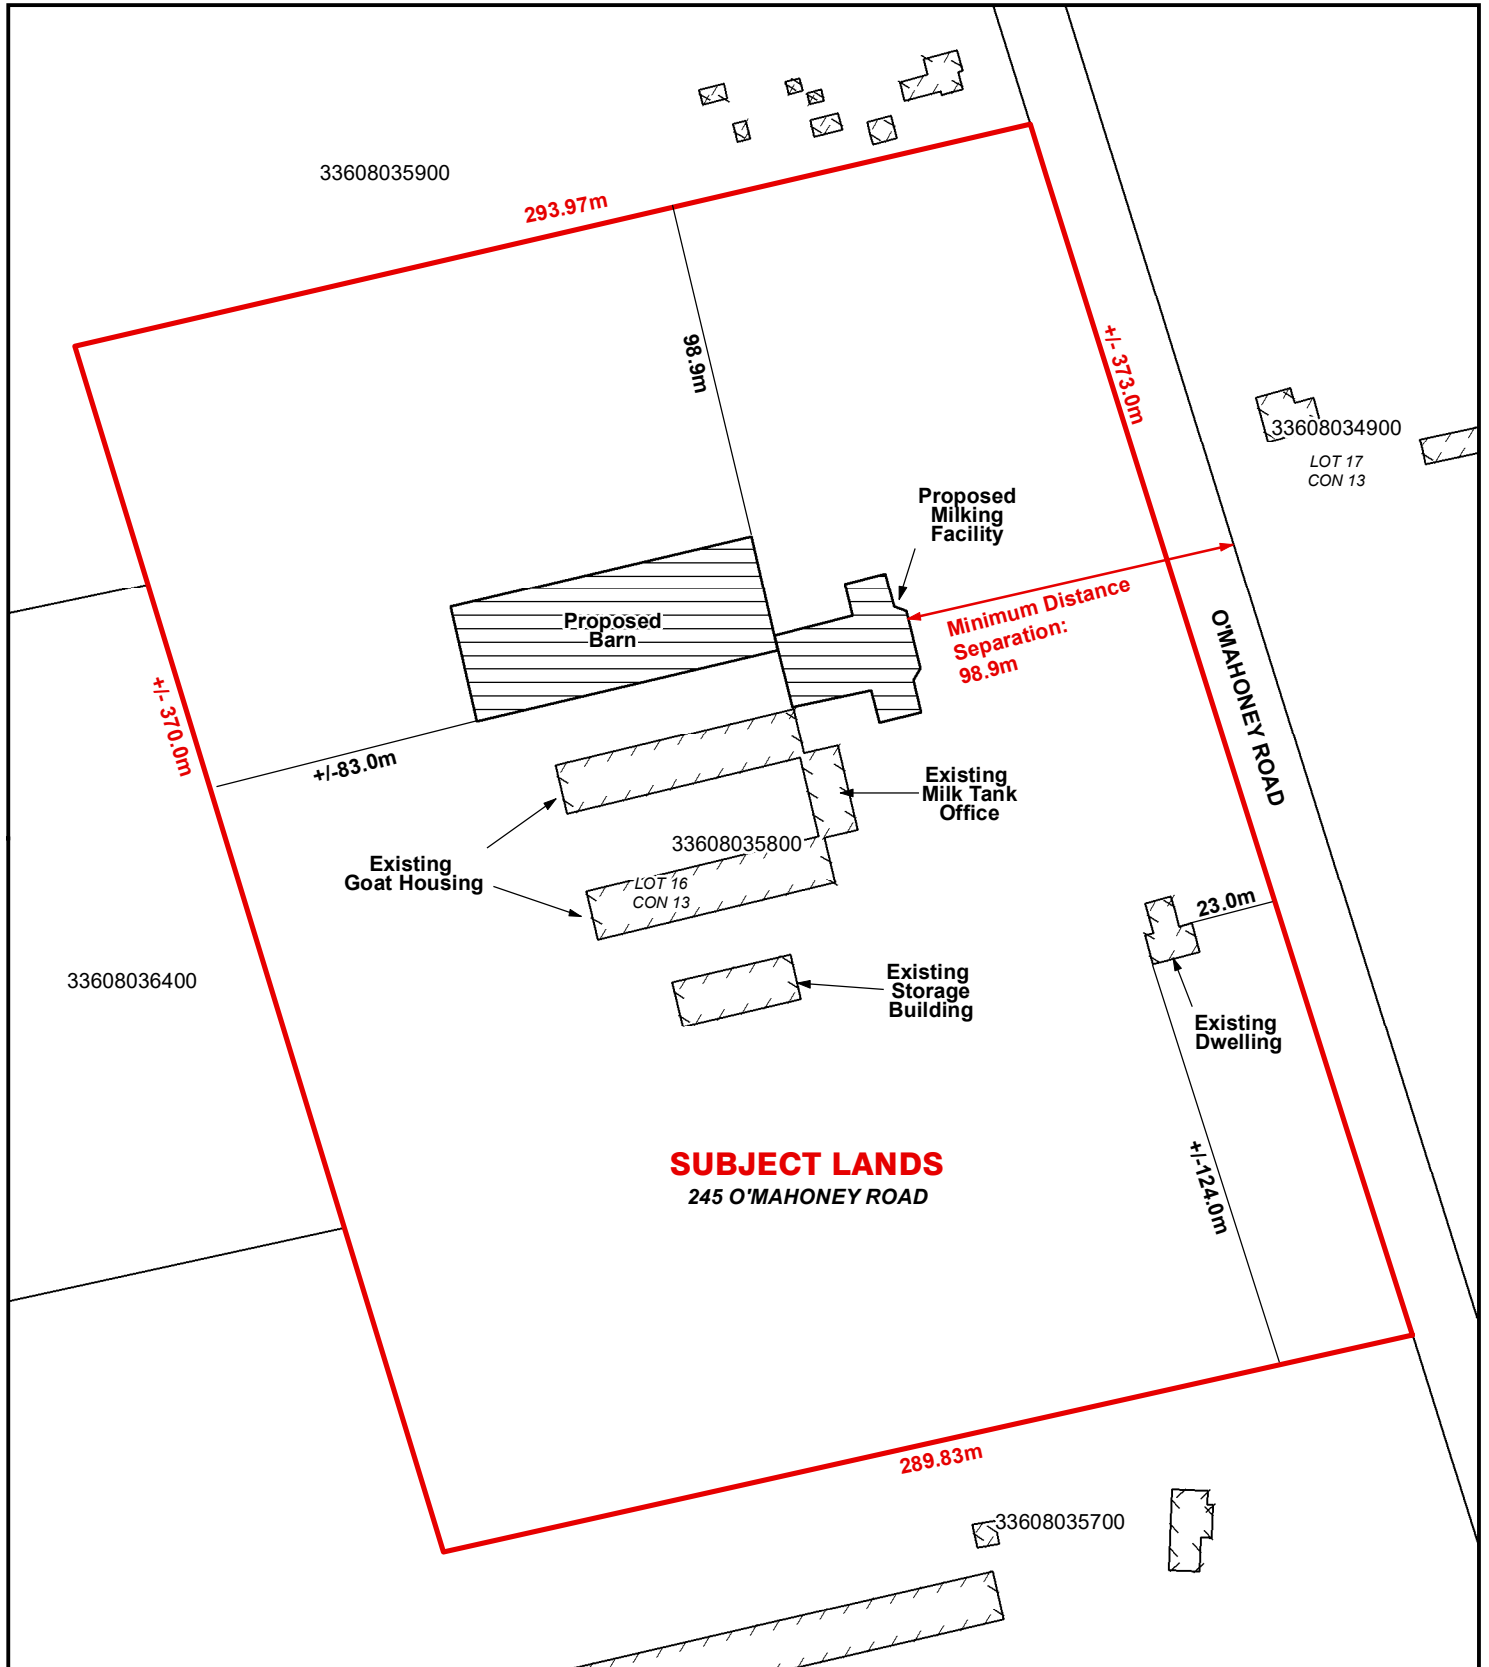 33608035900
293.97m
98.9m
+/- 373.0m
33608034900
LOT 17
CON 13
Proposed
Milking
Facility
Proposed
Barn
Minimum Distance
Separation:
98.9m
O'MAHONEY ROAD
+/- 370.0m
+/-83.0m
Existing
Milk Tank
Office
33608035800
Existing
Goat Housing
LOT 16
CON 13
23.0m
33608036400
Existing
Storage
Building
Existing
Dwelling
+/-124.0m
SUBJECT LANDS
245 O'MAHONEY ROAD
289.83m
33608035700